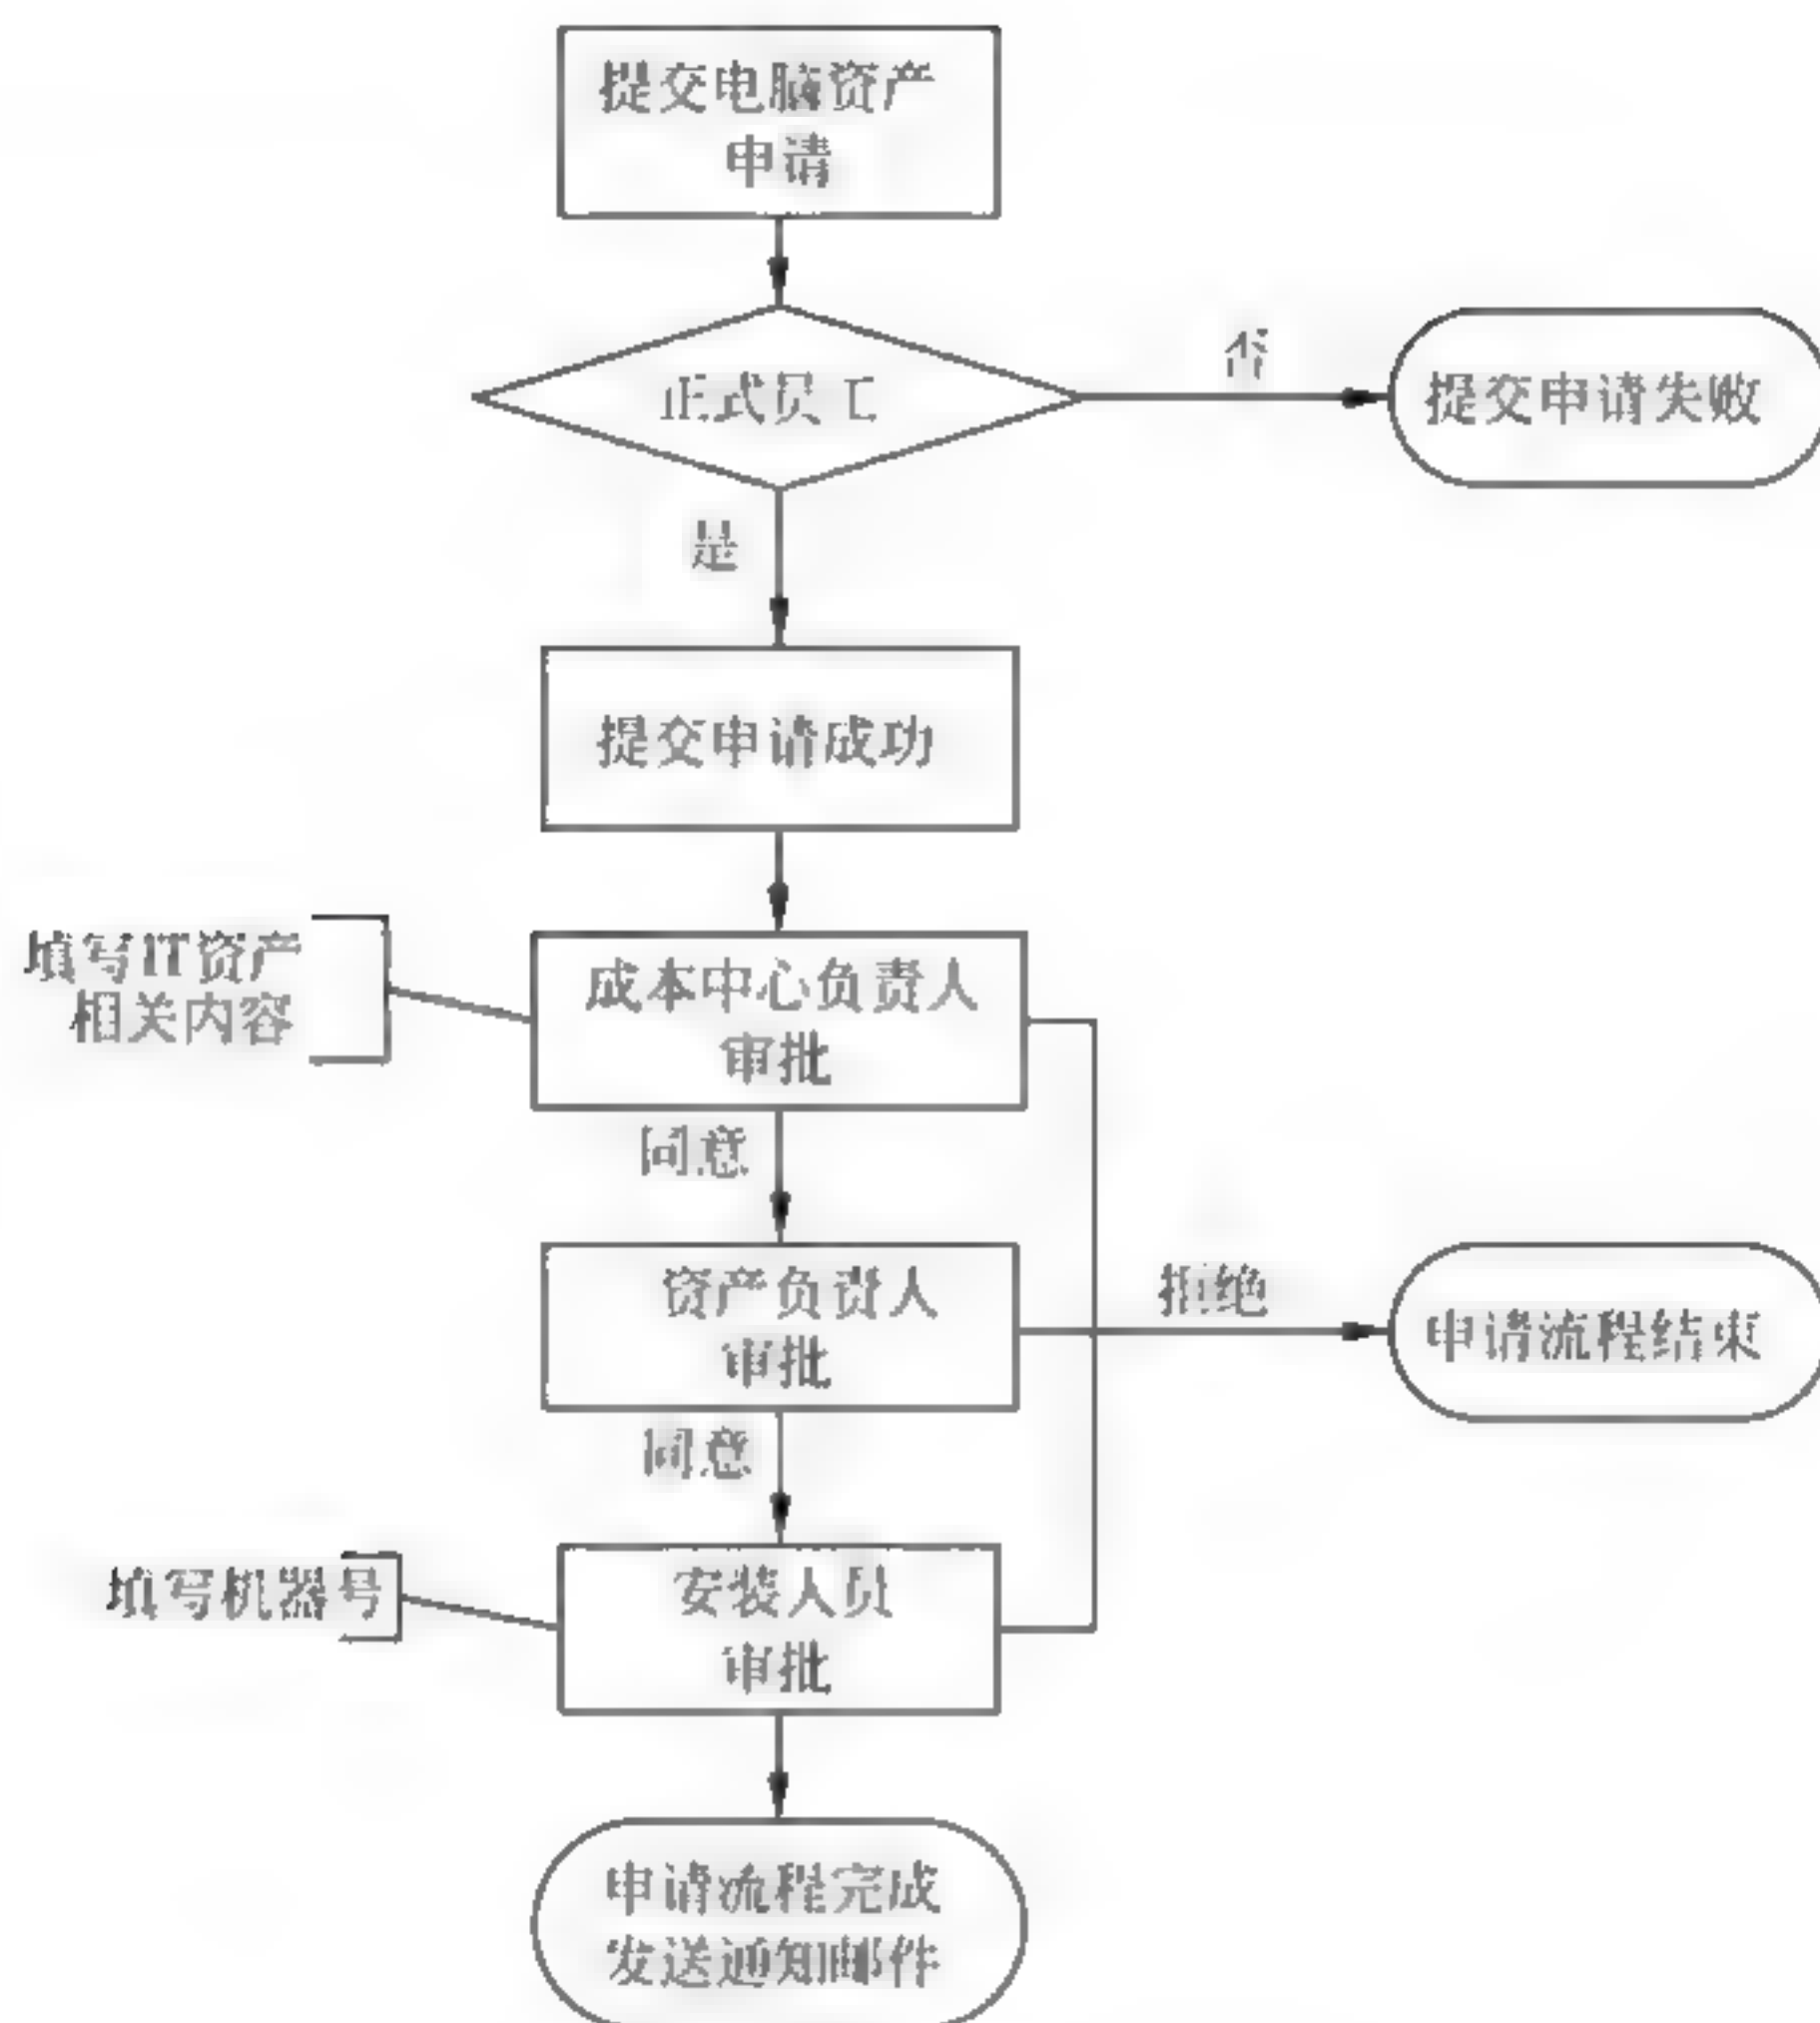 提交电脑资产
申请
正式员工
否
提交申请失败
是
提交申请成功
填写IT资产
相关内容
成本中心负责人
审批
同意
资产负责人
审批
拒绝
申请流程结束
同意
填写机器号
安装人员
审批
申请流程完成
发送通知邮件